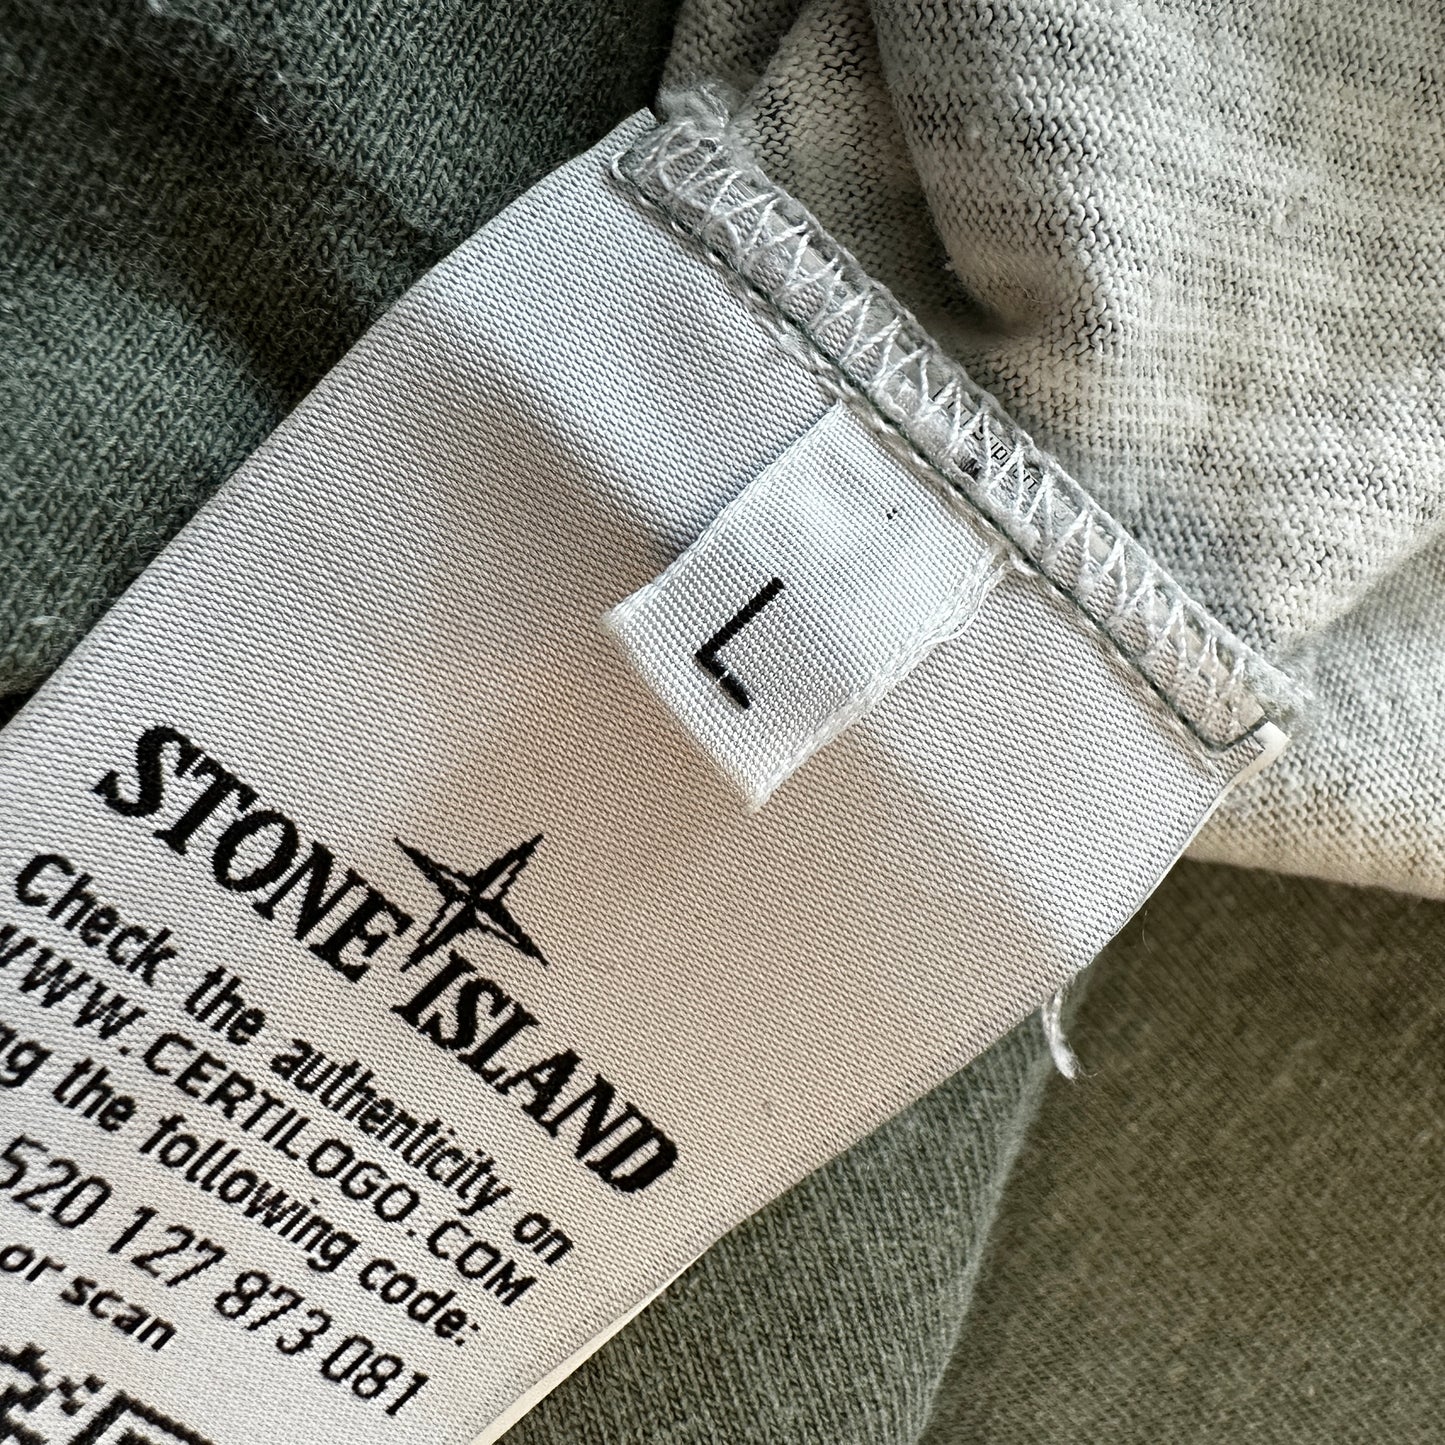 L
STONE ISLAND
Check the authenticity on
WWW.CERTILOGO.COM
the following code:
520 127 873 081
or scan